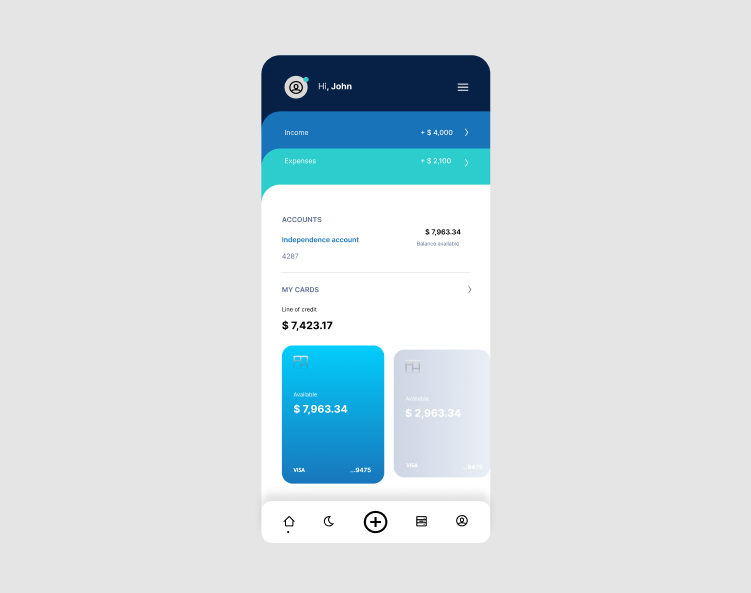 Hi, John
Income + $ 4,000
Expenses + $ 2,100
ACCOUNTS
$ 7,963.34
Independence account
Balance available
4287
MY CARDS
Line of credit
$ 7,423.17
Available
$ 7,963.34
VISA ...9475
Available
$ 2,963.34
VISA ...9475